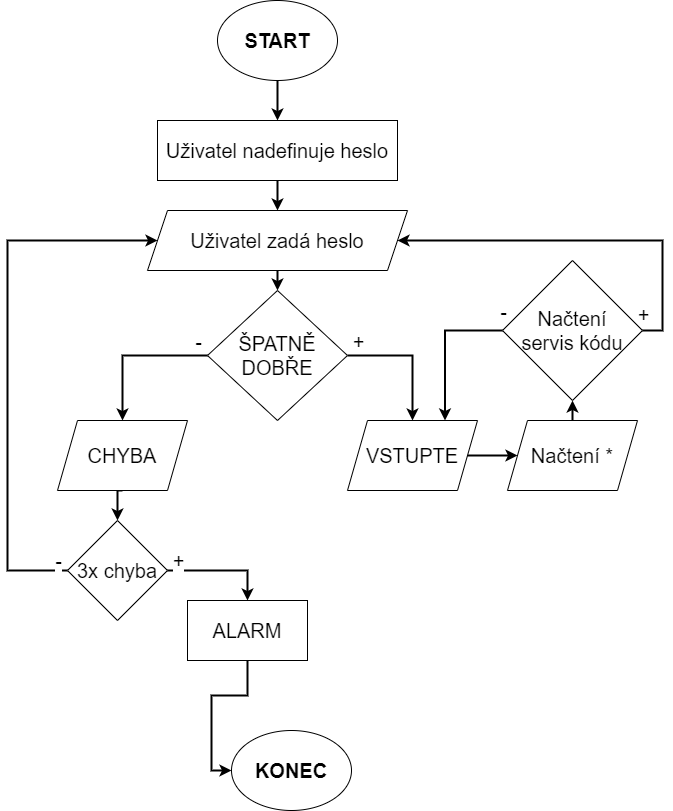 START
Uživatel nadefinuje heslo
Uživatel zadá heslo
ŠPATNĚ
DOBŘE
-
+
Načtení
servis kódu
-
+
CHYBA
VSTUPTE
Načtení *
3x chyba
-
+
ALARM
KONEC